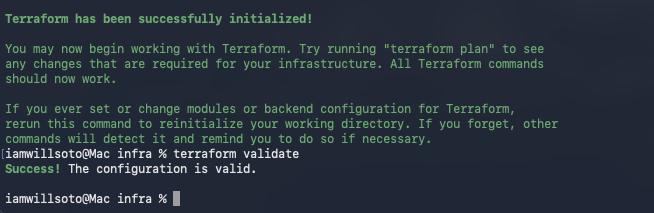 Terraform has been successfully initialized!
You may now begin working with Terraform. Try running "terraform plan" to see
any changes that are required for your infrastructure. All Terraform commands
should now work.
If you ever set or change modules or backend configuration for Terraform,
rerun this command to reinitialize your working directory. If you forget, other
commands will detect it and remind you to do so if necessary.
[iamwillsoto@Mac infra % terraform validate
Success! The configuration is valid.
iamwillsoto@Mac infra %